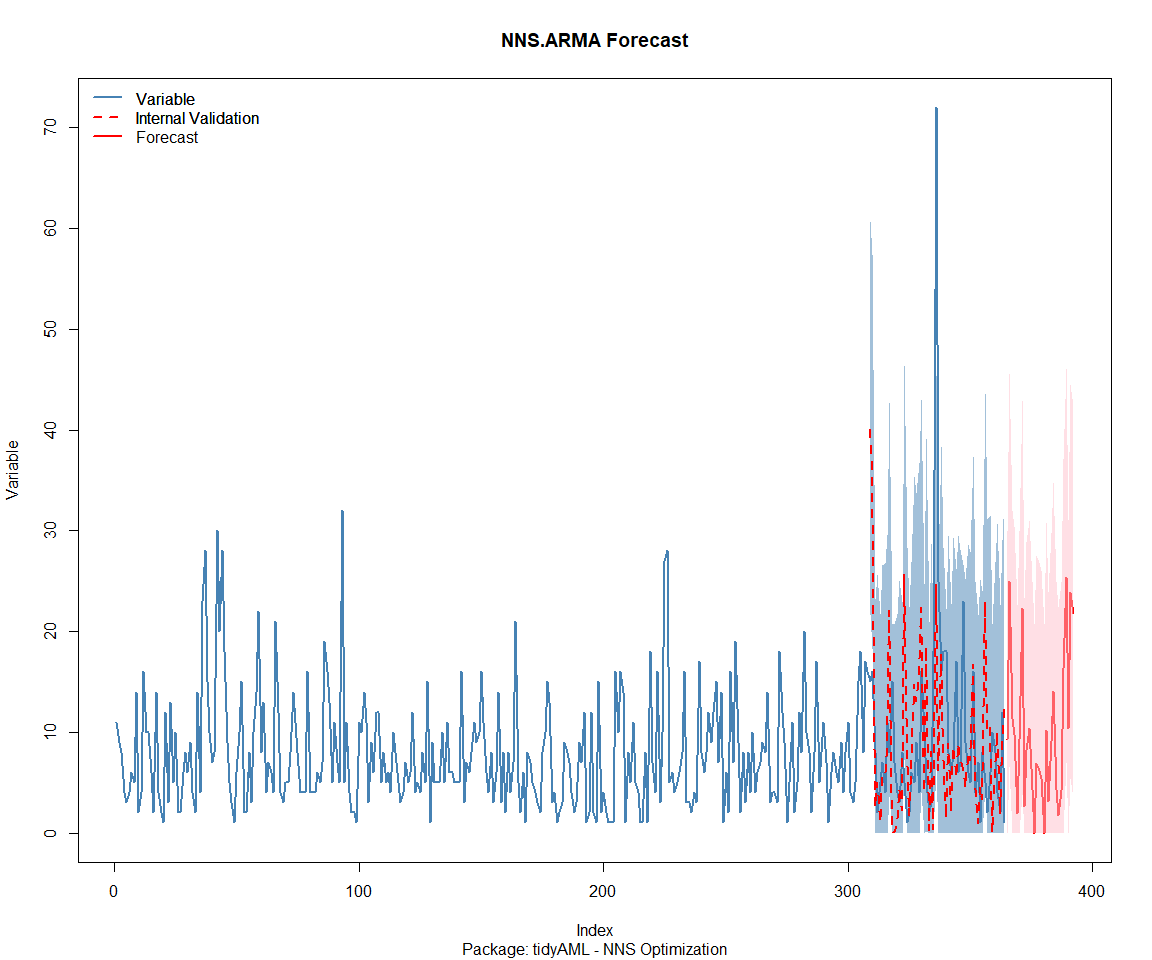 NNS.ARMA Forecast
Variable
Internal Validation
Forecast
70
60
50
40
30
20
10
0
Variable
0 100 200 300 400
Index
Package: tidyAML - NNS Optimization